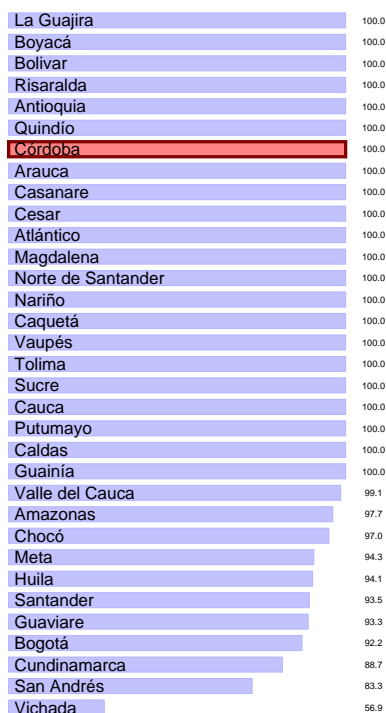 La Guajira 100.0
Boyacá 100.0
Bolivar 100.0
Risaralda 100.0
Antioquia 100.0
Quindío 100.0
Córdoba 100.0
Arauca 100.0
Casanare 100.0
Cesar 100.0
Atlántico 100.0
Magdalena 100.0
Norte de Santander 100.0
Nariño 100.0
Caquetá 100.0
Vaupés 100.0
Tolima 100.0
Sucre 100.0
Cauca 100.0
Putumayo 100.0
Caldas 100.0
Guainía 100.0
Valle del Cauca 99.1
Amazonas 97.7
Chocó 97.0
Meta 94.3
Huila 94.1
Santander 93.5
Guaviare 93.3
Bogotá 92.2
Cundinamarca 88.7
San Andrés 83.3
Vichada 56.9